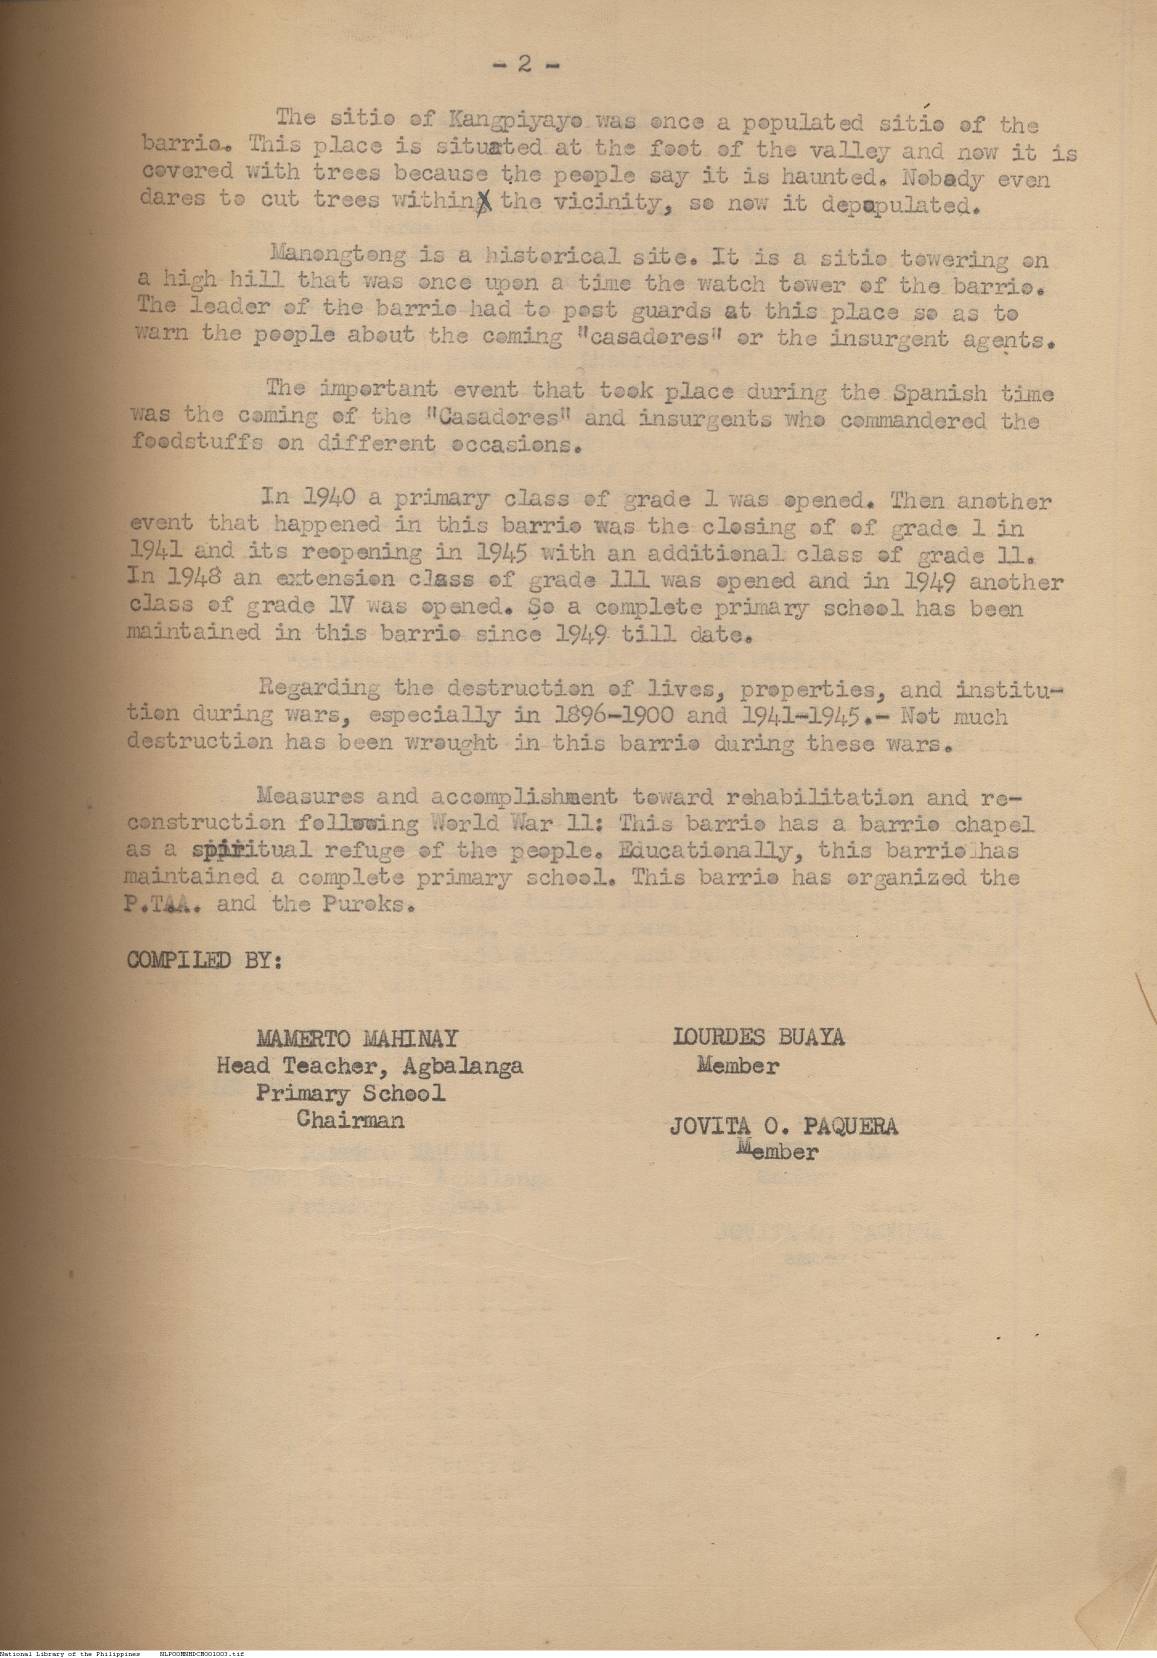 - 2 -
The sitio of Kangpiyayo was once a populated sitio of the
barrio. This place is situated at the foot of the valley and now it is
covered with trees because the people say it is haunted. Nobody even
dares to cut trees within the vicinity, so now it depopulated.
Manongtong is a historical site. It is a sitio towering on
a high hill that was once upon a time the watch tower of the barrio.
The leader of the barrio had to post guards at this place so as to
warn the people about the coming "casadores" or the insurgent agents.
The important event that took place during the Spanish time
was the coming of the "Casadores" and insurgents who commandered the
foodstuffs on different occasions.
In 1940 a primary class of grade 1 was opened. Then another
event that happened in this barrio was the closing of of grade 1 in
1941 and its reopening in 1945 with an additional class of grade 11.
In 1948 an extension class of grade 111 was opened and in 1949 another
class of grade 1V was opened. So a complete primary school has been
maintained in this barrio since 1949 till date.
Regarding the destruction of lives, properties, and institu-
tion during wars, especially in 1896-1900 and 1941-1945.- Not much
destruction has been wrought in this barrio during these wars.
Measures and accomplishment toward rehabilitation and re-
construction following World War 11: This barrio has a barrio chapel
as a spiritual refuge of the people. Educationally, this barrio has
maintained a complete primary school. This barrio has organized the
P.T.A. and the Puroks.
COMPILED BY:
MAMERTO MAHINAY
Head Teacher, Agbalanga
Primary School
Chairman
LOURDES BUAYA
Member
JOVITA O. PAQUERA
Member
National Library of the Philippines NLPOOMNHDCM001003.tif